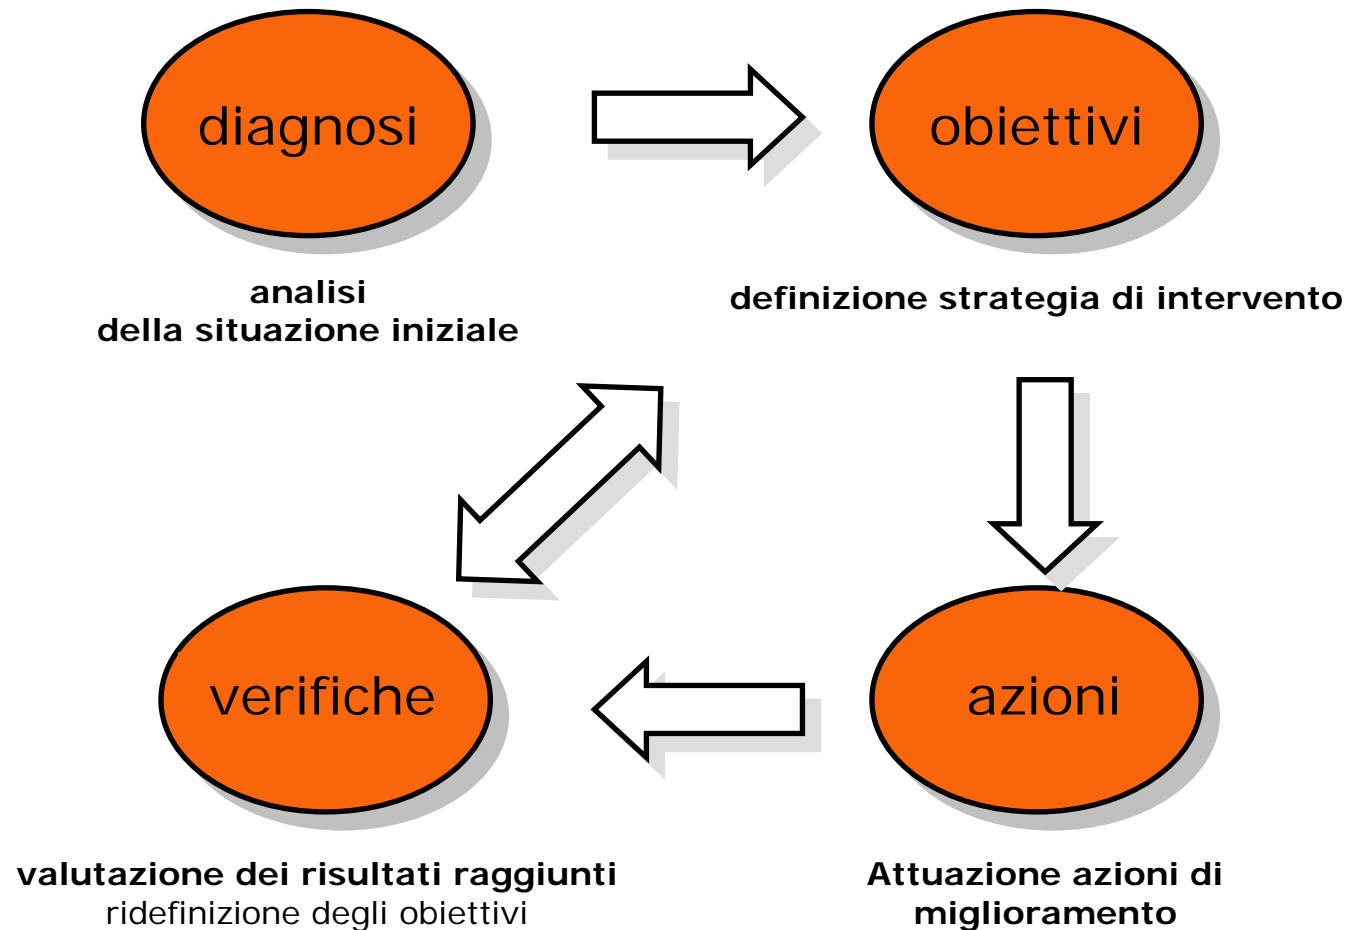 diagnosi
obiettivi
analisi
della situazione iniziale
definizione strategia di intervento
verifiche
azioni
valutazione dei risultati raggiunti
ridefinizione degli obiettivi
Attuazione azioni di
miglioramento